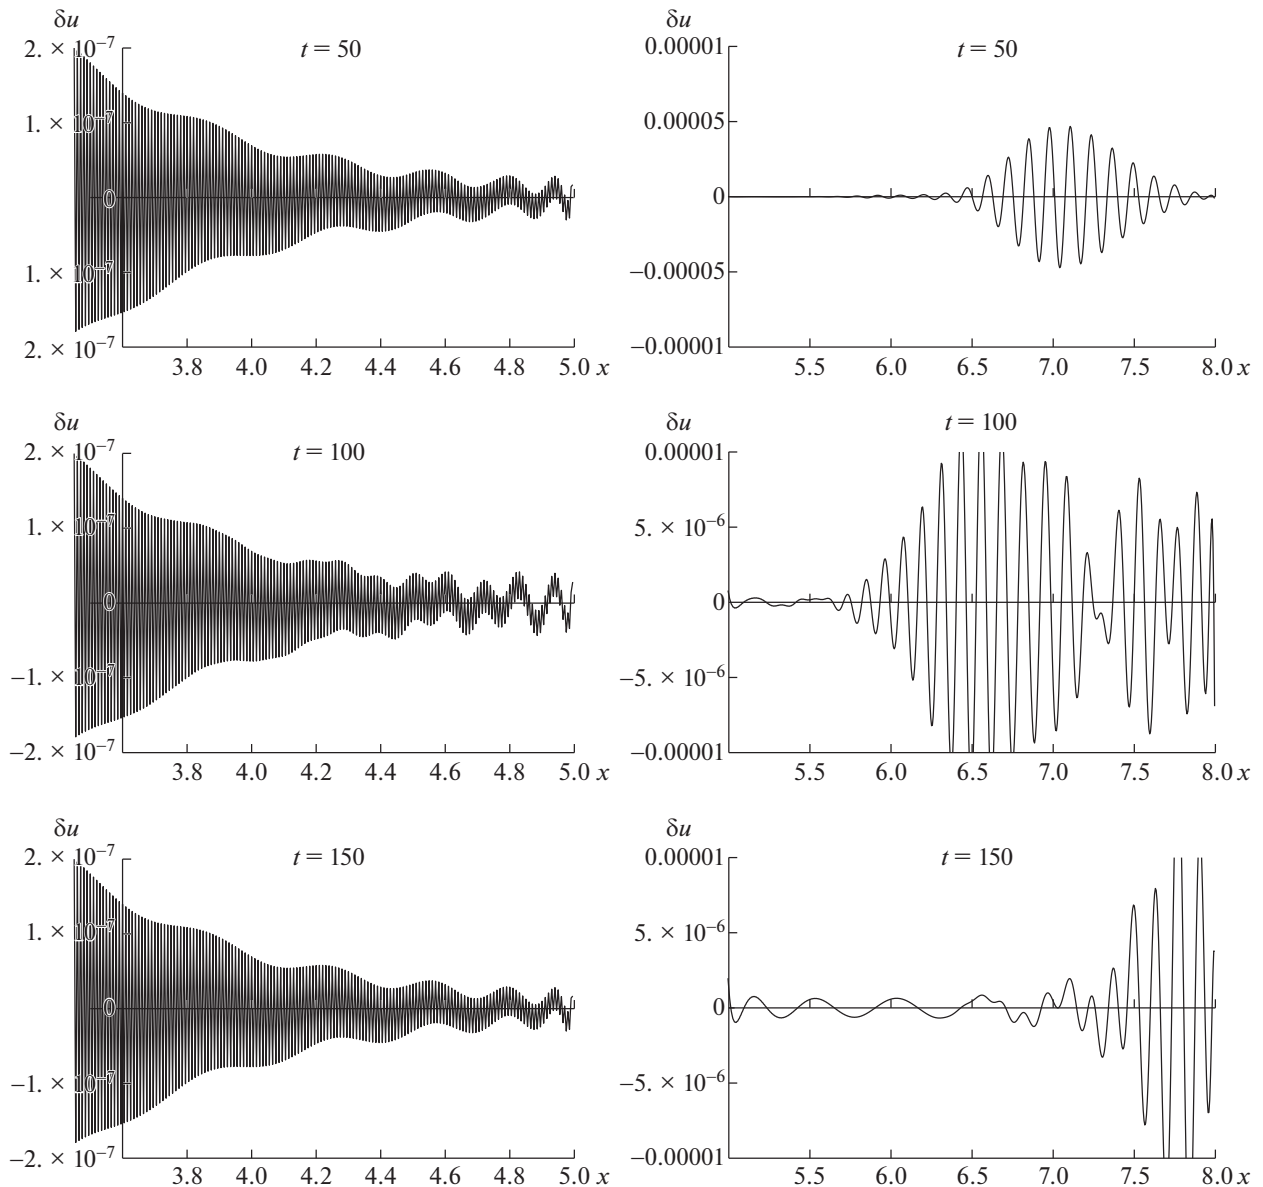 δu
2. × 10⁻⁷
t = 50
1. × 10⁻⁷
0
1. × 10⁻⁷
2. × 10⁻⁷
3.8 4.0 4.2 4.4 4.6 4.8 5.0 x
δu
0.00001
t = 50
0.00005
0
–0.00005
–0.00001
5.5 6.0 6.5 7.0 7.5 8.0 x
δu
2. × 10⁻⁷
t = 100
1. × 10⁻⁷
0
–1. × 10⁻⁷
–2. × 10⁻⁷
3.8 4.0 4.2 4.4 4.6 4.8 5.0 x
δu
t = 100
0.00001
5. × 10⁻⁶
0
–5. × 10⁻⁶
–0.00001
5.5 6.0 6.5 7.0 7.5 8.0 x
δu
2. × 10⁻⁷
t = 150
1. × 10⁻⁷
0
–1. × 10⁻⁷
–2. × 10⁻⁷
3.8 4.0 4.2 4.4 4.6 4.8 5.0 x
δu
0.00001
t = 150
5. × 10⁻⁶
0
–5. × 10⁻⁶
–0.00001
5.5 6.0 6.5 7.0 7.5 8.0 x